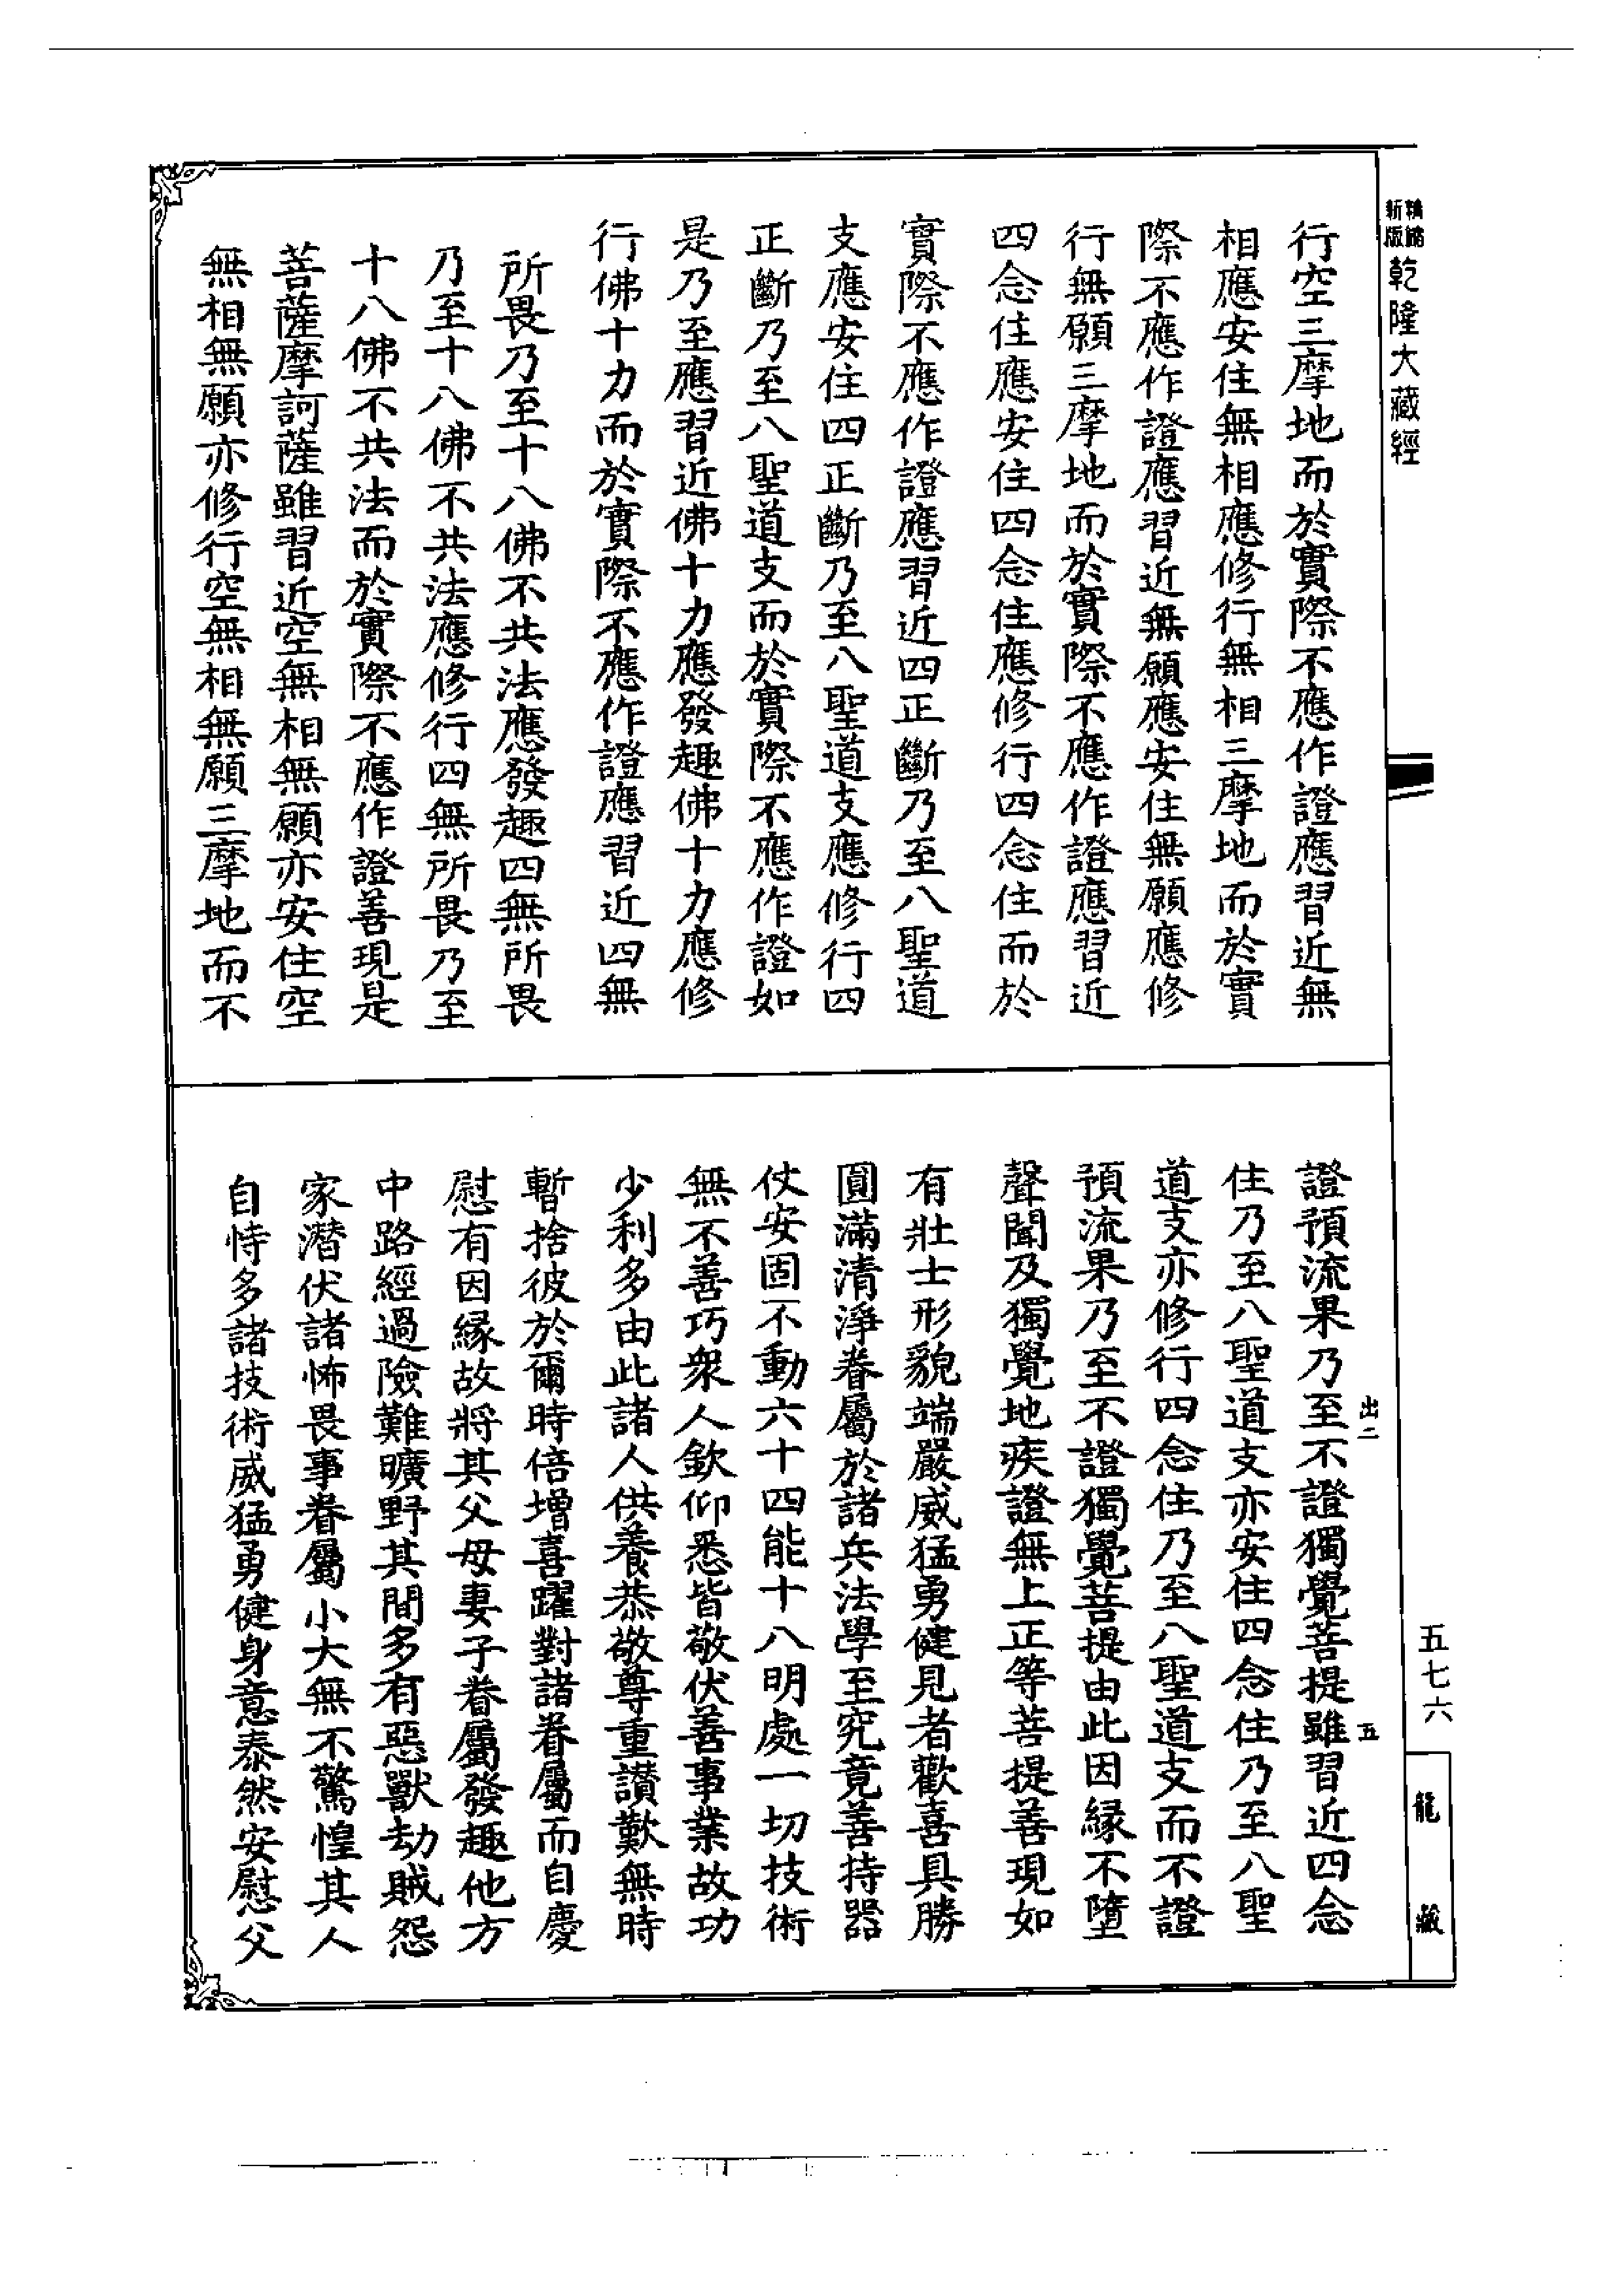 精縮
新版
乾隆大藏經
行空三摩地而於實際不應作證應習近無
相應安住無相應修行無相三摩地而於實
際不應作證應習近無願應安住無願應修
行無願三摩地而於實際不應作證應習近
四念住應安住四念住應修行四念住而於
實際不應作證應習近四正斷乃至八聖道
支應安住四正斷乃至八聖道支應修行四
正斷乃至八聖道支而於實際不應作證如
是乃至應習近佛十力應發趣佛十力應修
行佛十力而於實際不應作證應習近四無
所畏乃至十八佛不共法應發趣四無所畏
乃至十八佛不共法應修行四無所畏乃至
十八佛不共法而於實際不應作證善現是
菩薩摩訶薩雖習近空無相無願亦安住空
無相無願亦修行空無相無願三摩地而不
證預流果乃至不證獨覺菩提雖習近四念
住乃至八聖道支亦安住四念住乃至八聖
道支亦修行四念住乃至八聖道支而不證
預流果乃至不證獨覺菩提由此因緣不墮
聲聞及獨覺地疾證無上正等菩提善現如
有壯士形貌端嚴威猛勇健見者歡喜具勝
圓滿清淨眷屬於諸兵法學至究竟善持器
仗安固不動六十四能十八明處一切技術
無不善巧衆人欽仰悉皆敬伏善事業故功
少利多由此諸人供養恭敬尊重讃歎無時
暫捨彼於爾時倍增喜躍對諸眷屬而自慶
慰有因緣故將其父母妻子眷屬發趣他方
中路經過險難曠野其間多有惡獸劫賊怨
家潛伏諸怖畏事眷屬小大無不驚惶其人
自恃多諸技術威猛勇健身意泰然安慰父
出二
五
五七六
龍藏